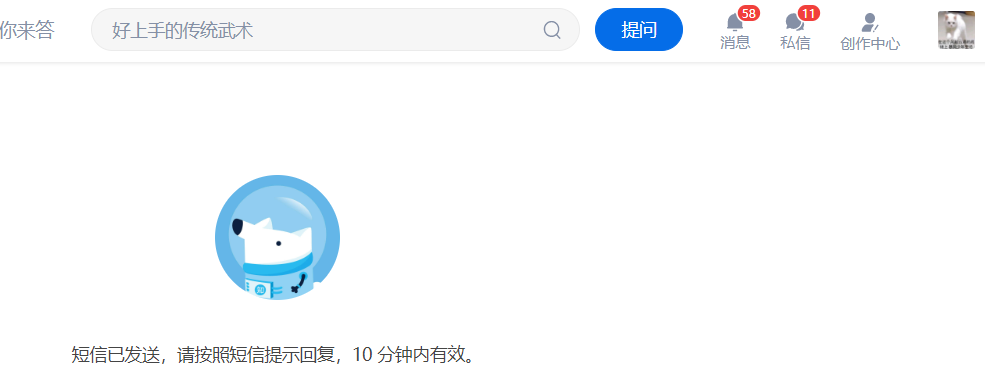 你来答
好上手的传统武术
提问
58
消息
11
私信
创作中心
短信已发送，请按照短信提示回复，10 分钟内有效。